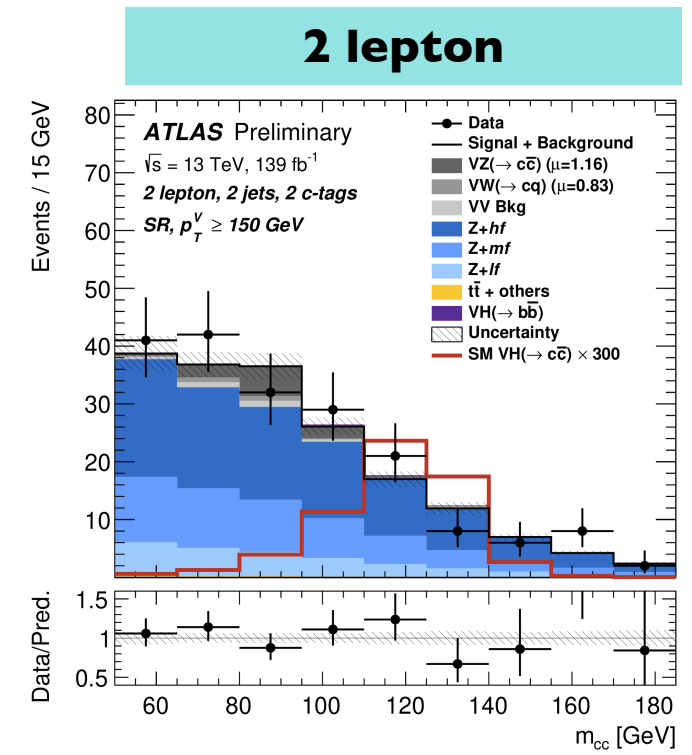 2 lepton
Events / 15 GeV
80
70
60
50
40
30
20
10
ATLAS Preliminary
√s = 13 TeV, 139 fb⁻¹
2 lepton, 2 jets, 2 c-tags
SR, p_T^V ≥ 150 GeV
Data
Signal + Background
VZ(→ cc̅) (μ=1.16)
VW(→ cq) (μ=0.83)
VV Bkg
Z+hf
Z+mf
Z+lf
tt̅ + others
VH(→ bb̅)
Uncertainty
SM VH(→ cc̅) × 300
Data/Pred.
1.5
1
0.5
60 80 100 120 140 160 180
m_cc [GeV]